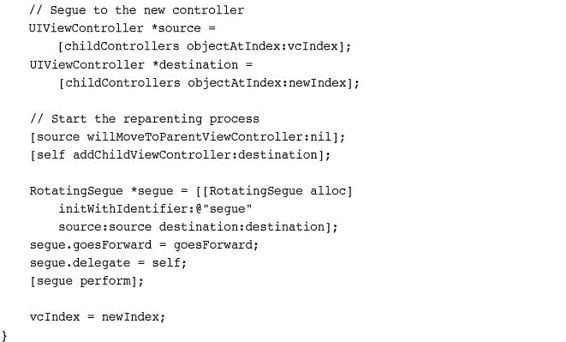 // Segue to the new controller
UIViewController *source =
[childControllers objectAtIndex:vcIndex];
UIViewController *destination =
[childControllers objectAtIndex:newIndex];
// Start the reparenting process
[source willMoveToParentViewController:nil];
[self addChildViewController:destination];
RotatingSegue *segue = [[RotatingSegue alloc]
initWithIdentifier:@"segue"
source:source destination:destination];
segue.goesForward = goesForward;
segue.delegate = self;
[segue perform];
vcIndex = newIndex;
}